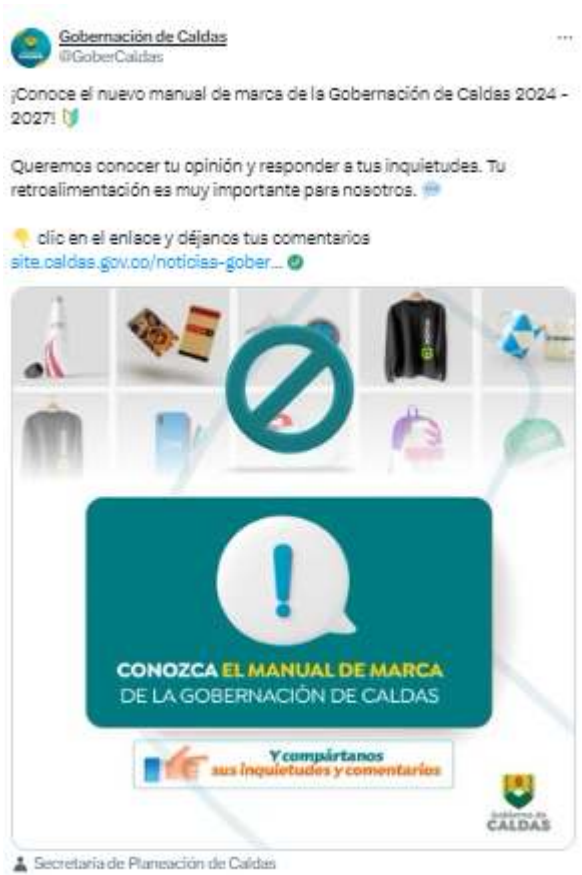 Gobernación de Caldas
@GoberCaldas
¡Conoce el nuevo manual de marca de la Gobernación de Caldas 2024 -
2027!
Queremos conocer tu opinión y responder a tus inquietudes. Tu
retroalimentación es muy importante para nosotros.
clic en el enlace y déjanos tus comentarios
site.caldas.gov.co/noticias-gober...
CONOZCA EL MANUAL DE MARCA
DE LA GOBERNACIÓN DE CALDAS
Y compártanos
sus inquietudes y comentarios
Gobierno de
CALDAS
Secretaría de Planeación de Caldas